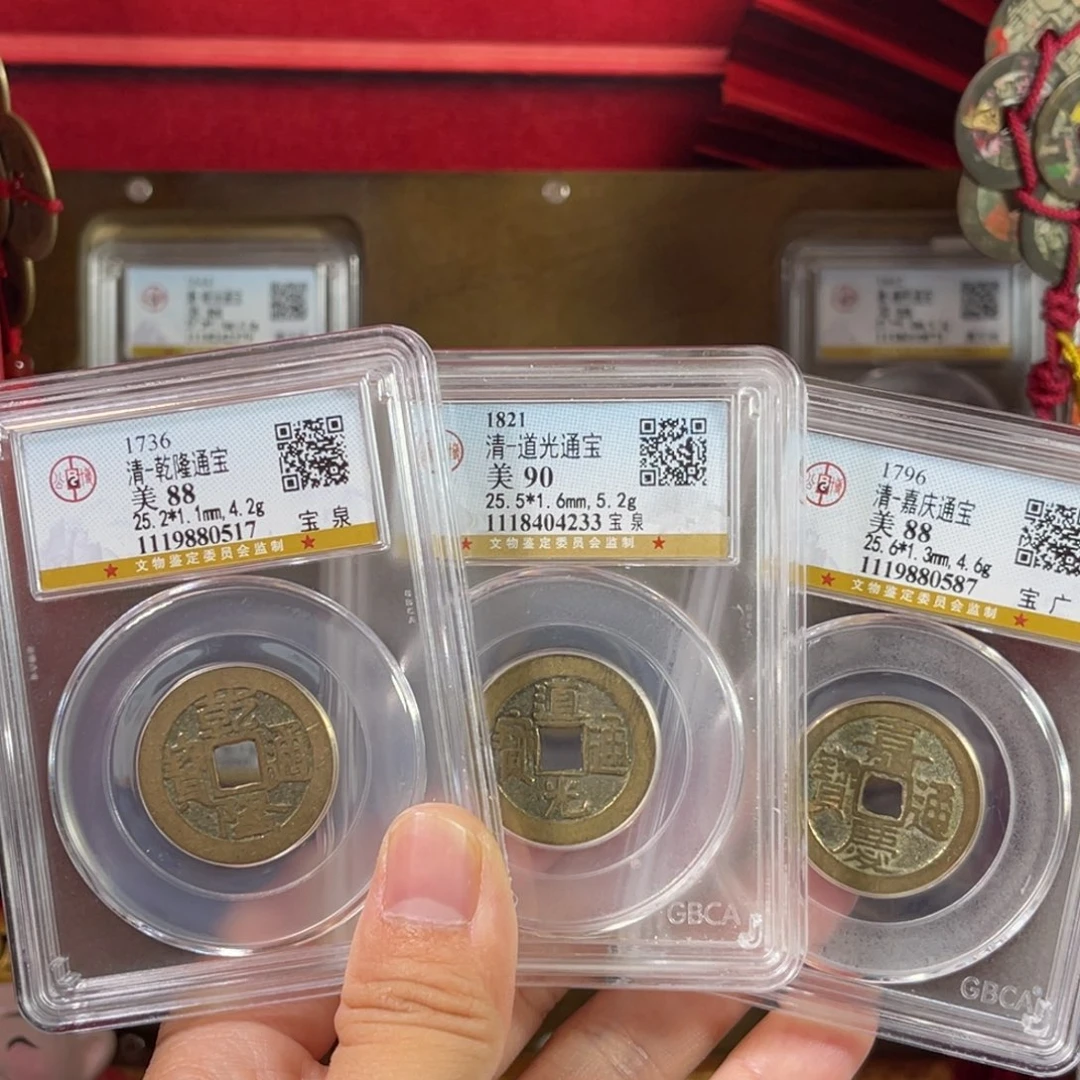 1736
清-乾隆通宝
美 88
25.2*1.1mm,4.2g
1119880517 宝 泉
文物鉴定委员会监制
乾隆通寶
1821
清-道光通宝
美 90
25.5*1.6mm,5.2g
1118404233 宝 泉
文物鉴定委员会监制
道光通寶
GBCA
1796
清-嘉庆通宝
美 88
25.6*1.3mm,4.6g
1119880587 宝 广
文物鉴定委员会监制
嘉慶通寶
GBCA